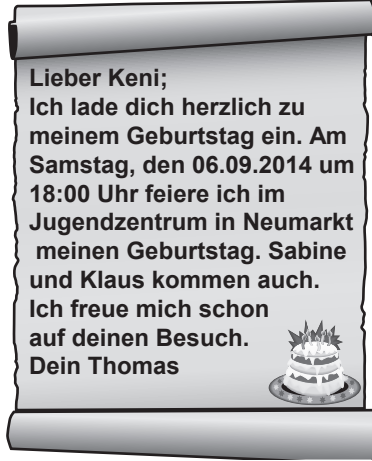 Lieber Keni;
Ich lade dich herzlich zu
meinem Geburtstag ein. Am
Samstag, den 06.09.2014 um
18:00 Uhr feiere ich im
Jugendzentrum in Neumarkt
meinen Geburtstag. Sabine
und Klaus kommen auch.
Ich freue mich schon
auf deinen Besuch.
Dein Thomas